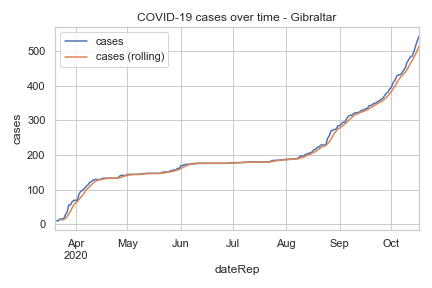 COVID-19 cases over time - Gibraltar
cases
cases (rolling)
500
400
300
200
100
0
cases
Apr
2020
May
Jun
Jul
Aug
Sep
Oct
dateRep